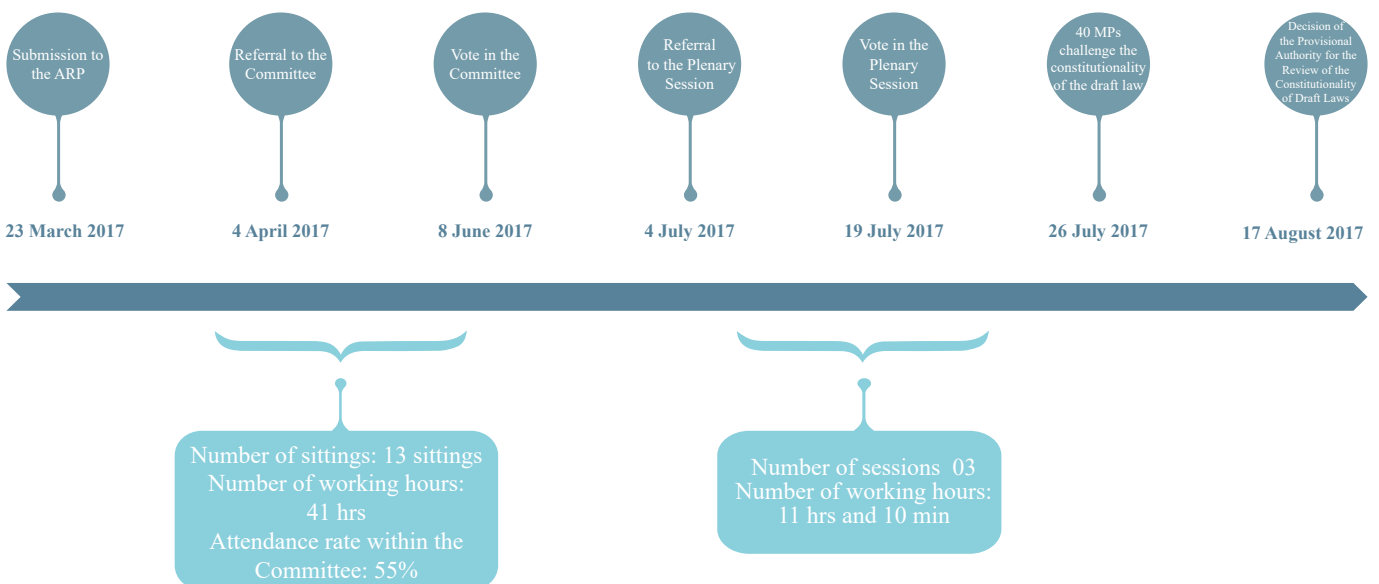 Submission to
the ARP
Referral to the
Committee
Vote in the
Committee
Referral
to the Plenary
Session
Vote in the
Plenary
Session
40 MPs
challenge the
constitutionality
of the draft law
Decision of
the Provisional
Authority for the
Review of the
Constitutionality
of Draft Laws
23 March 2017
4 April 2017
8 June 2017
4 July 2017
19 July 2017
26 July 2017
17 August 2017
Number of sittings: 13 sittings
Number of working hours:
41 hrs
Attendance rate within the
Committee: 55%
Number of sessions 03
Number of working hours:
11 hrs and 10 min